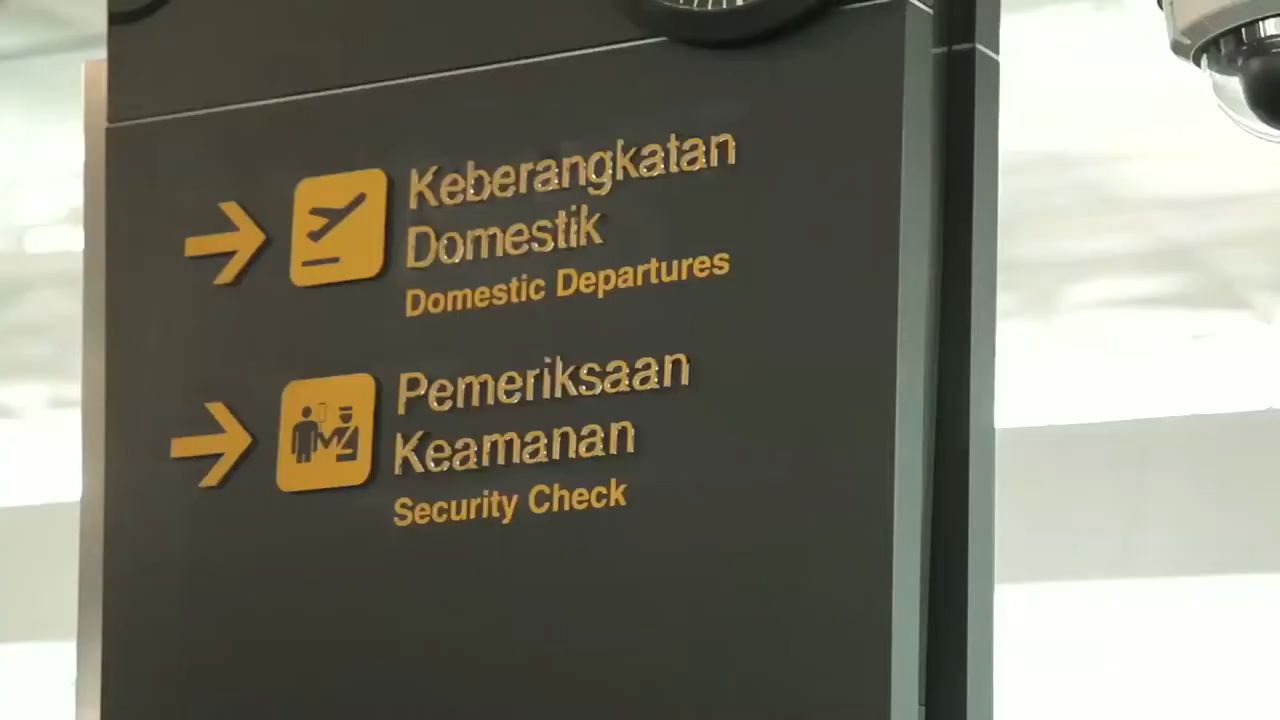 Keberangkatan
Domestik
Domestic Departures
Pemeriksaan
Keamanan
Security Check